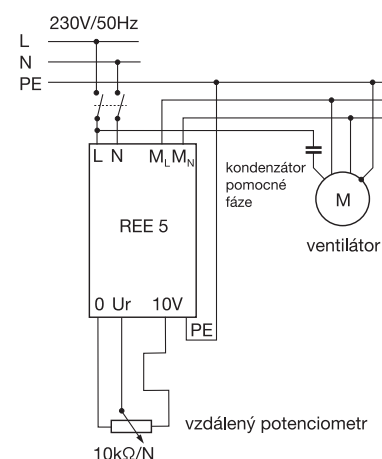 230V/50Hz
L
N
PE
L N M_L M_N
kondenzátor
pomocné
fáze
M
REE 5
ventilátor
0 Ur 10V
PE
vzdálený potenciometr
10kΩ/N